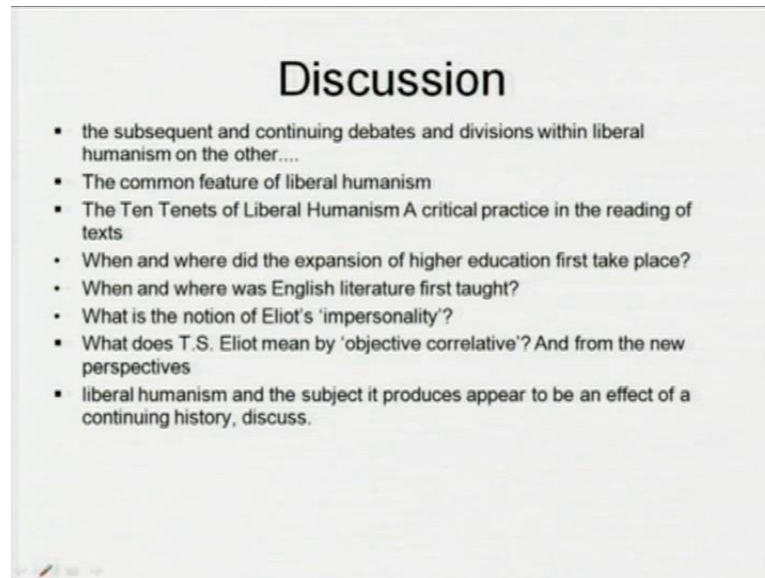 Discussion
the subsequent and continuing debates and divisions within liberal
humanism on the other....
The common feature of liberal humanism
The Ten Tenets of Liberal Humanism A critical practice in the reading of
texts
When and where did the expansion of higher education first take place?
When and where was English literature first taught?
What is the notion of Eliot's 'impersonality'?
What does T.S. Eliot mean by 'objective correlative'? And from the new
perspectives
liberal humanism and the subject it produces appear to be an effect of a
continuing history, discuss.